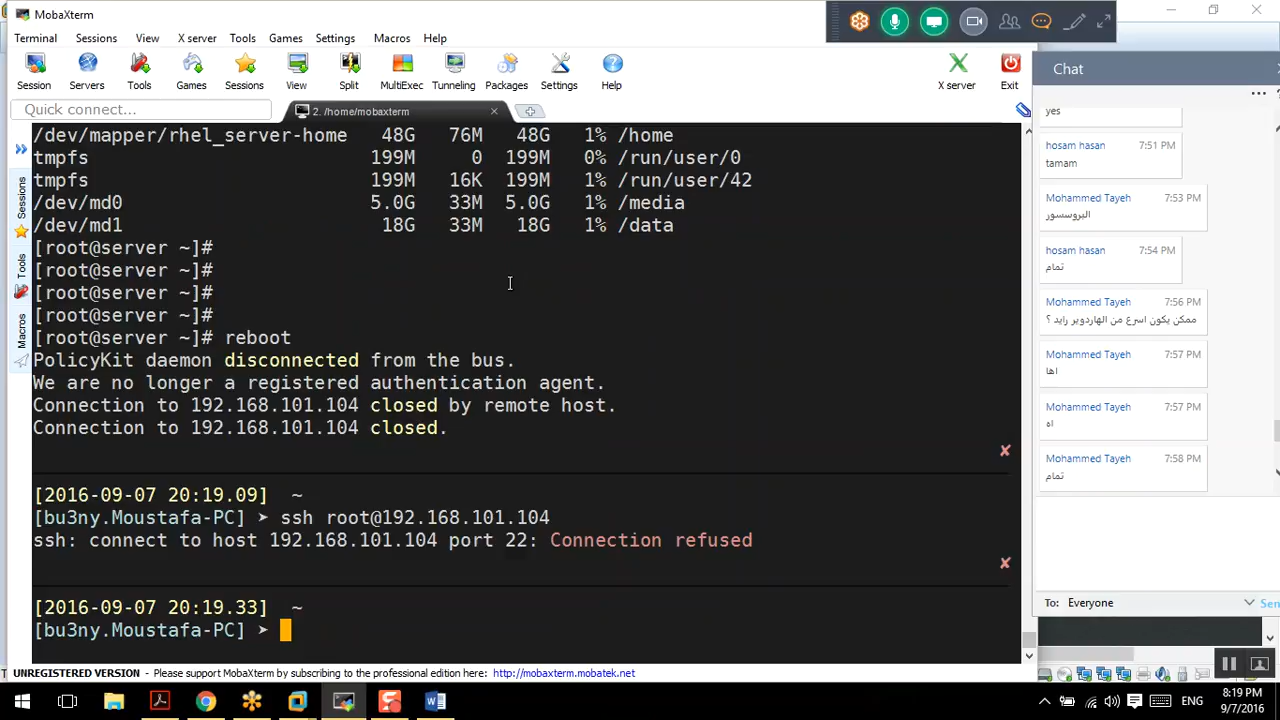 MobaXterm
Terminal Sessions View X server Tools Games Settings Macros Help
Session Servers Tools Games Sessions View Split MultiExec Tunneling Packages Settings Help X server Exit
Quick connect...
2. /home/mobaxterm
Sessions
Tools
Macros
/dev/mapper/rhel_server-home 48G 76M 48G 1% /home
tmpfs 199M 0 199M 0% /run/user/0
tmpfs 199M 16K 199M 1% /run/user/42
/dev/md0 5.0G 33M 5.0G 1% /media
/dev/md1 18G 33M 18G 1% /data
[root@server ~]#
[root@server ~]#
[root@server ~]#
[root@server ~]#
[root@server ~]# reboot
PolicyKit daemon disconnected from the bus.
We are no longer a registered authentication agent.
Connection to 192.168.101.104 closed by remote host.
Connection to 192.168.101.104 closed.
[2016-09-07 20:19.09] ~
[bu3ny.Moustafa-PC] ➤ ssh root@192.168.101.104
ssh: connect to host 192.168.101.104 port 22: Connection refused
[2016-09-07 20:19.33] ~
[bu3ny.Moustafa-PC] ➤
UNREGISTERED VERSION - Please support MobaXterm by subscribing to the professional edition here: http://mobaxterm.mobatek.net
Chat
yes
hosam hasan 7:51 PM
tamam
Mohammed Tayeh 7:53 PM
البروسسور
hosam hasan 7:54 PM
تمام
Mohammed Tayeh 7:56 PM
ممكن يكون اسرع من الهاردوير رايد ؟
Mohammed Tayeh 7:57 PM
اها
Mohammed Tayeh 7:57 PM
اه
Mohammed Tayeh 7:58 PM
تمام
To: Everyone
ENG
8:19 PM
9/7/2016